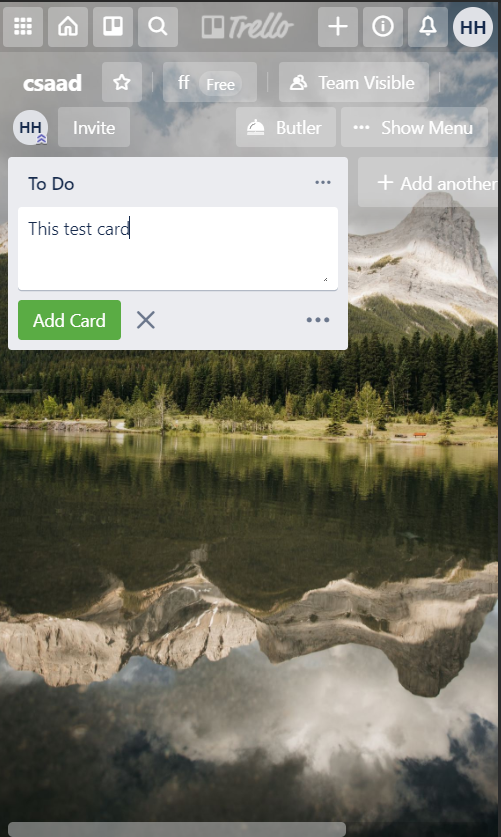 Trello
HH
csaad
ff Free
Team Visible
HH
Invite
Butler
Show Menu
To Do
Add another
This test card
Add Card